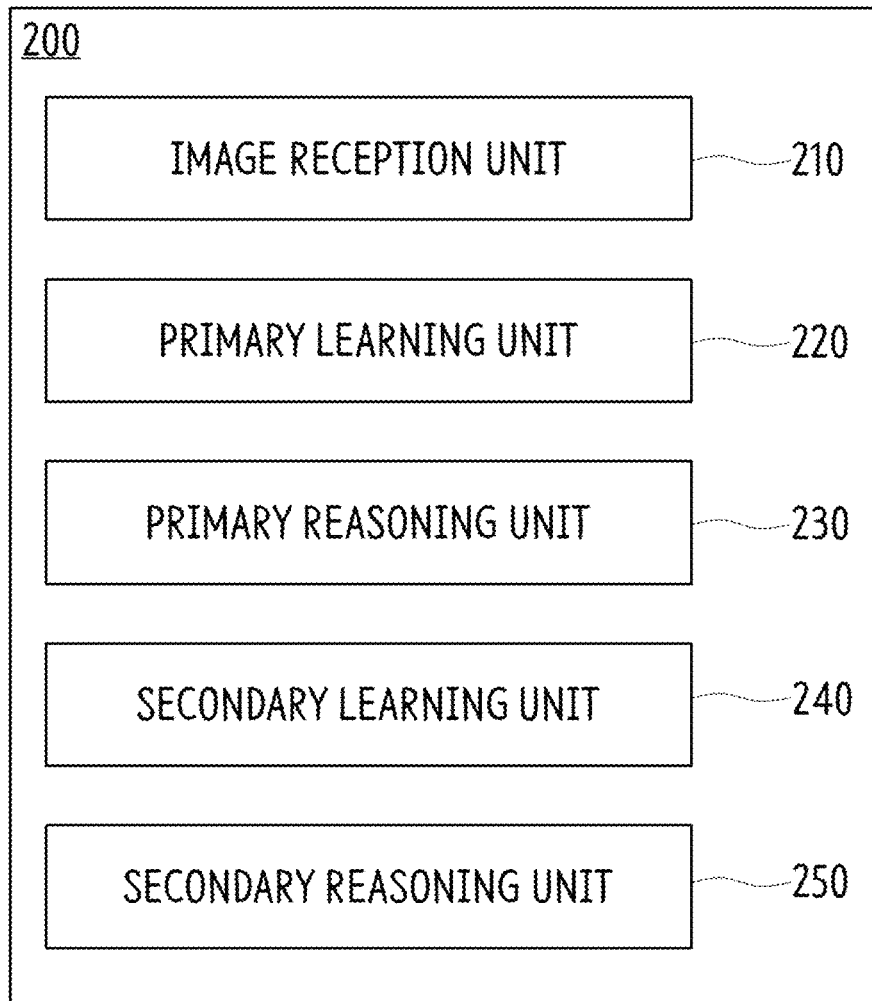 200
IMAGE RECEPTION UNIT 210
PRIMARY LEARNING UNIT 220
PRIMARY REASONING UNIT 230
SECONDARY LEARNING UNIT 240
SECONDARY REASONING UNIT 250